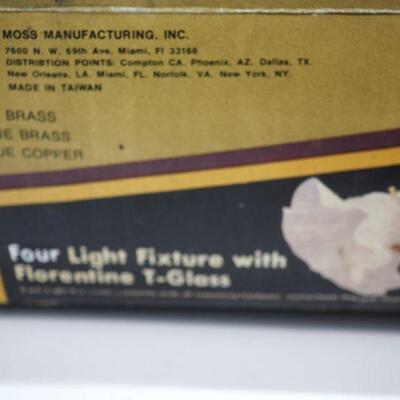 MOSS MANUFACTURING, INC.
7600 N. W. 69th Ave. Miami, Fl 33166
DISTRIBTION POINTS: Compton CA. Phoenix, AZ. Dallas, TX.
New Orleans, LA. Miami, FL. Norfolk, VA. New York, NY.
MADE IN TAIWAN
BRASS
UE BRASS
UE COPPER
Four Light Fixture with
Florentine T-Glass